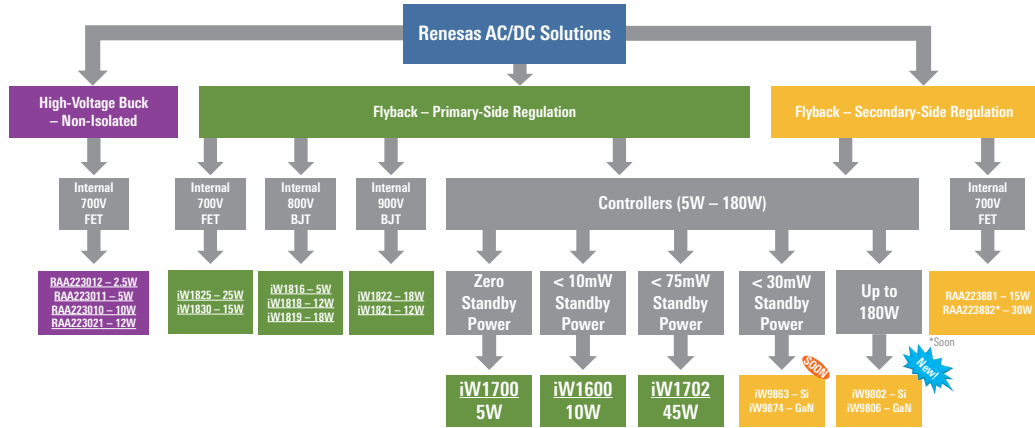 Renesas AC/DC Solutions
High-Voltage Buck
– Non-Isolated
Flyback – Primary-Side Regulation
Flyback – Secondary-Side Regulation
Internal
700V
FET
Internal
700V
FET
Internal
800V
BJT
Internal
900V
BJT
Controllers (5W – 180W)
Internal
700V
FET
RAA223012 – 2.5W
RAA223011 – 5W
RAA223010 – 10W
RAA223021 – 12W
iW1825 – 25W
iW1830 – 15W
iW1816 – 5W
iW1818 – 12W
iW1819 – 18W
iW1822 – 18W
iW1821 – 12W
Zero
Standby
Power
< 10mW
Standby
Power
< 75mW
Standby
Power
< 30mW
Standby
Power
Up to
180W
RAA223881 – 15W
RAA223882* – 30W
*Soon
SOON
New!
iW1700
5W
iW1600
10W
iW1702
45W
iW9863 – Si
iW9874 – GaN
iW9802 – Si
iW9806 – GaN